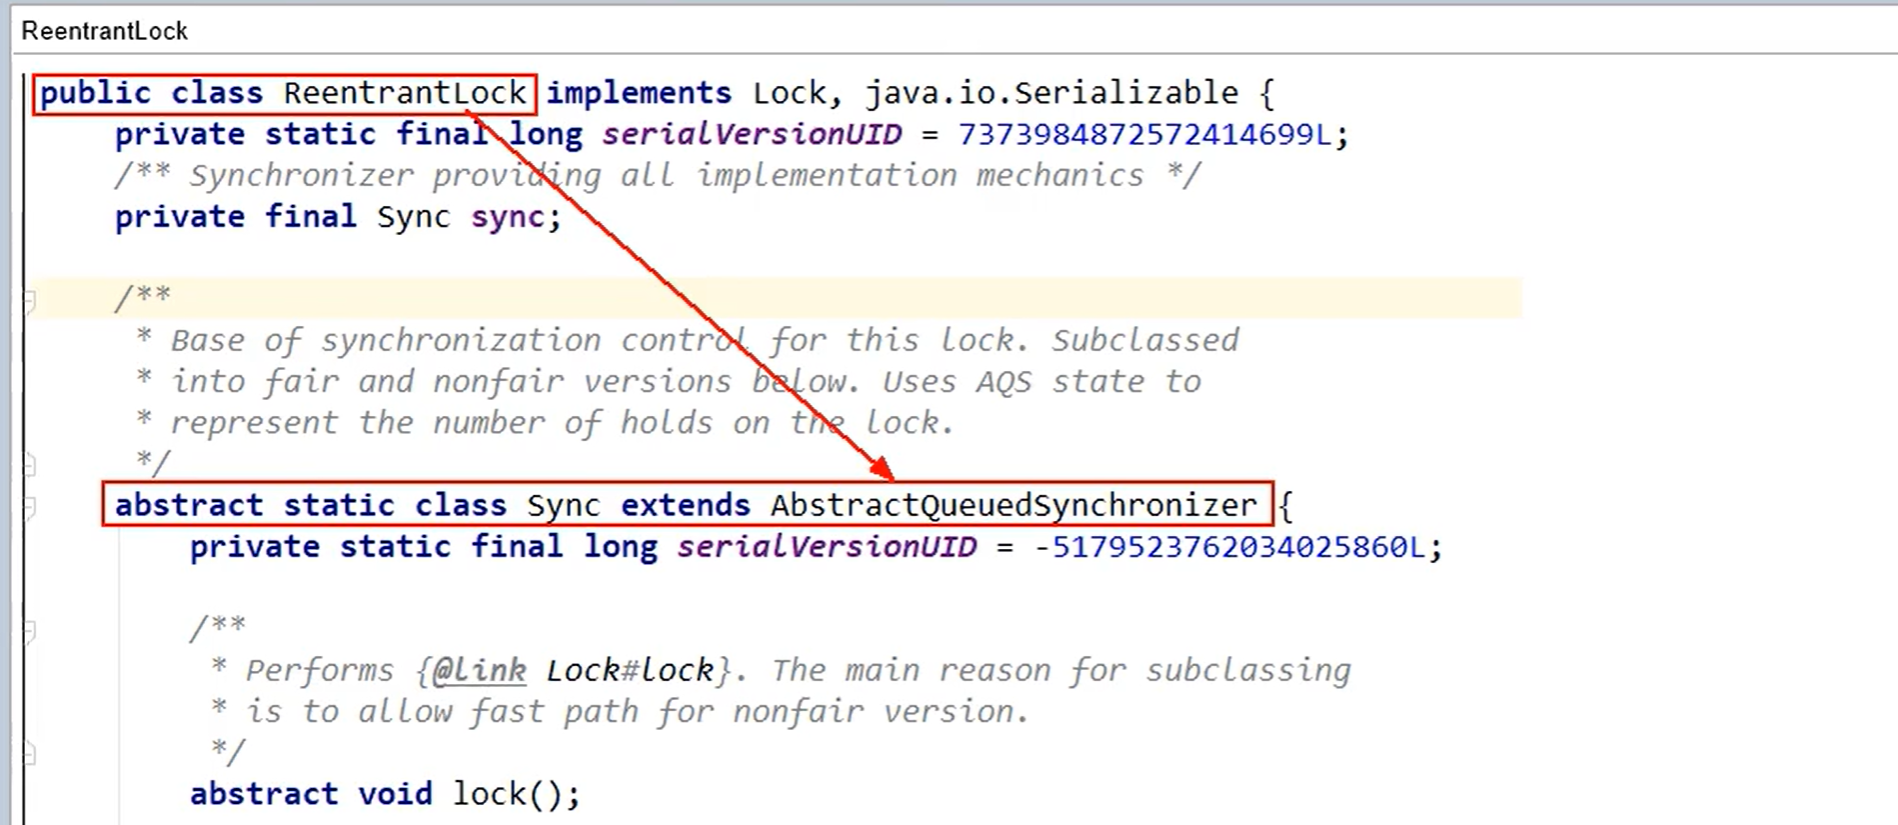 ReentrantLock
public class ReentrantLock implements Lock, java.io.Serializable {
private static final long serialVersionUID = 7373984872572414699L;
/** Synchronizer providing all implementation mechanics */
private final Sync sync;
/**
* Base of synchronization control for this lock. Subclassed
* into fair and nonfair versions below. Uses AQS state to
* represent the number of holds on the lock.
*/
abstract static class Sync extends AbstractQueuedSynchronizer {
private static final long serialVersionUID = -5179523762034025860L;
/**
* Performs {@link Lock#lock}. The main reason for subclassing
* is to allow fast path for nonfair version.
*/
abstract void lock();